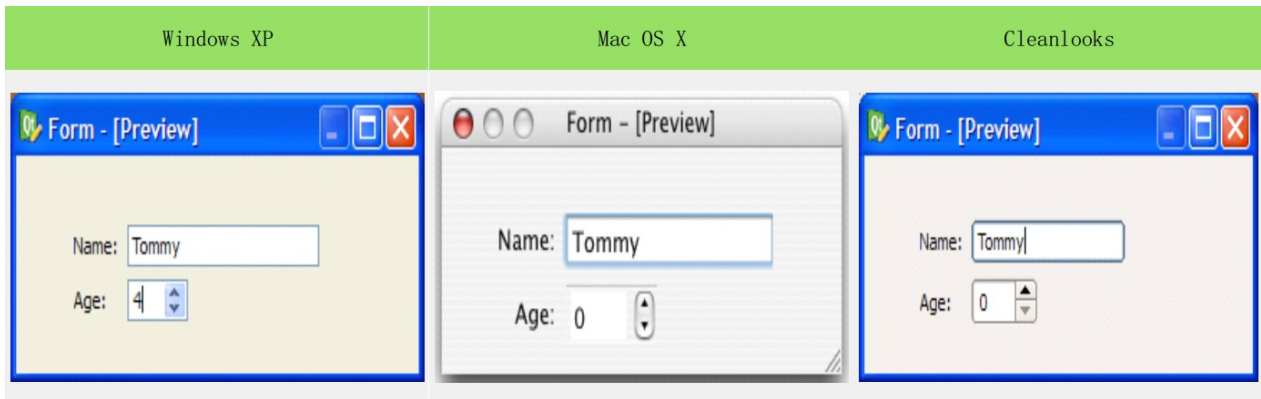 Windows XP
Mac OS X
Cleanlooks
Form - [Preview]
Name: Tommy
Age: 4
Form - [Preview]
Name: Tommy
Age: 0
Form - [Preview]
Name: Tommy
Age: 0